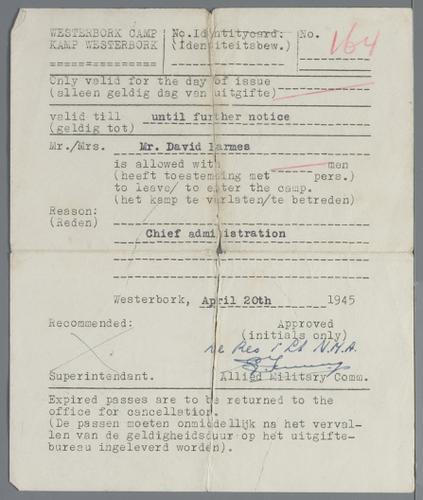 WESTERBORK CAMP No. Identitycard. No. 164
KAMP WESTERBORK (Identiteitsbew.)
================
Only valid for the day of issue
(alleen geldig dag van uitgifte)
valid till until further notice
(geldig tot)
Mr./Mrs. Mr. David Larmes
is allowed with men
(heeft toestemming met pers.)
to leave/ to enter the camp.
(het kamp te verlaten/te betreden)
Reason:
(Reden)
Chief administration
Westerbork, April 20th 1945
Recommended: Approved
(initials only)
Superintendant. Allied Military Comm.
Expired passes are to be returned to the
office for cancellation.
(De passen moeten onmiddelijk na het verval-
len van de geldigheidsduur op het uitgifte-
bureau ingeleverd worden).